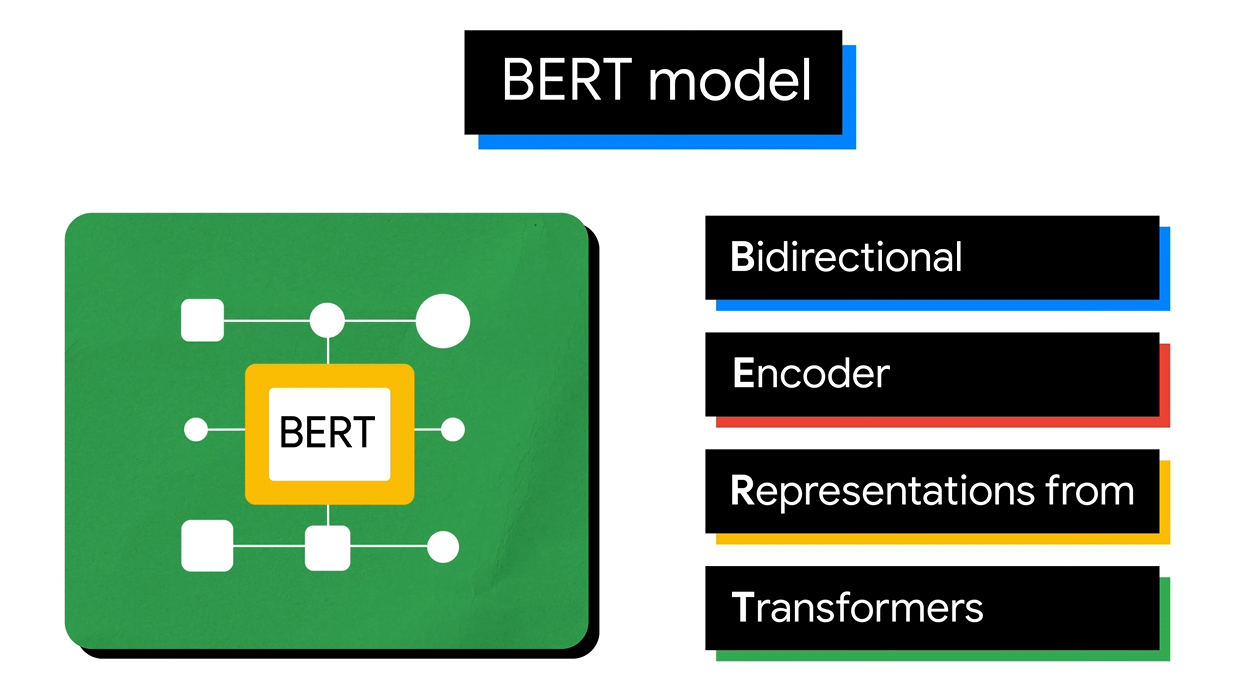 BERT model
BERT
Bidirectional
Encoder
Representations from
Transformers